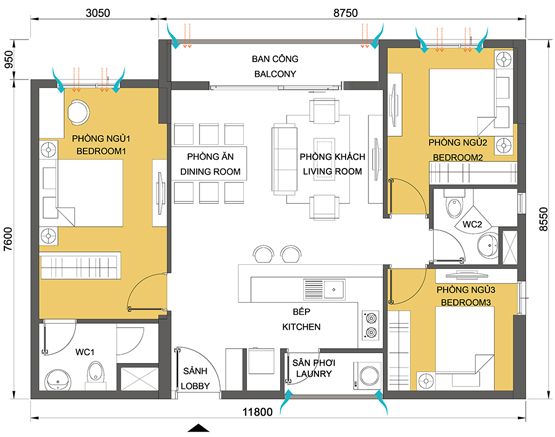 3050
8750
950
BAN CÔNG
BALCONY
PHÒNG NGỦ1
BEDROOM1
PHÒNG ĂN
DINING ROOM
PHÒNG KHÁCH
LIVING ROOM
PHÒNG NGỦ2
BEDROOM2
7600
8550
WC2
PHÒNG NGỦ3
BEDROOM3
BẾP
KITCHEN
WC1
SẢNH
LOBBY
SÂN PHƠI
LAUNRY
11800